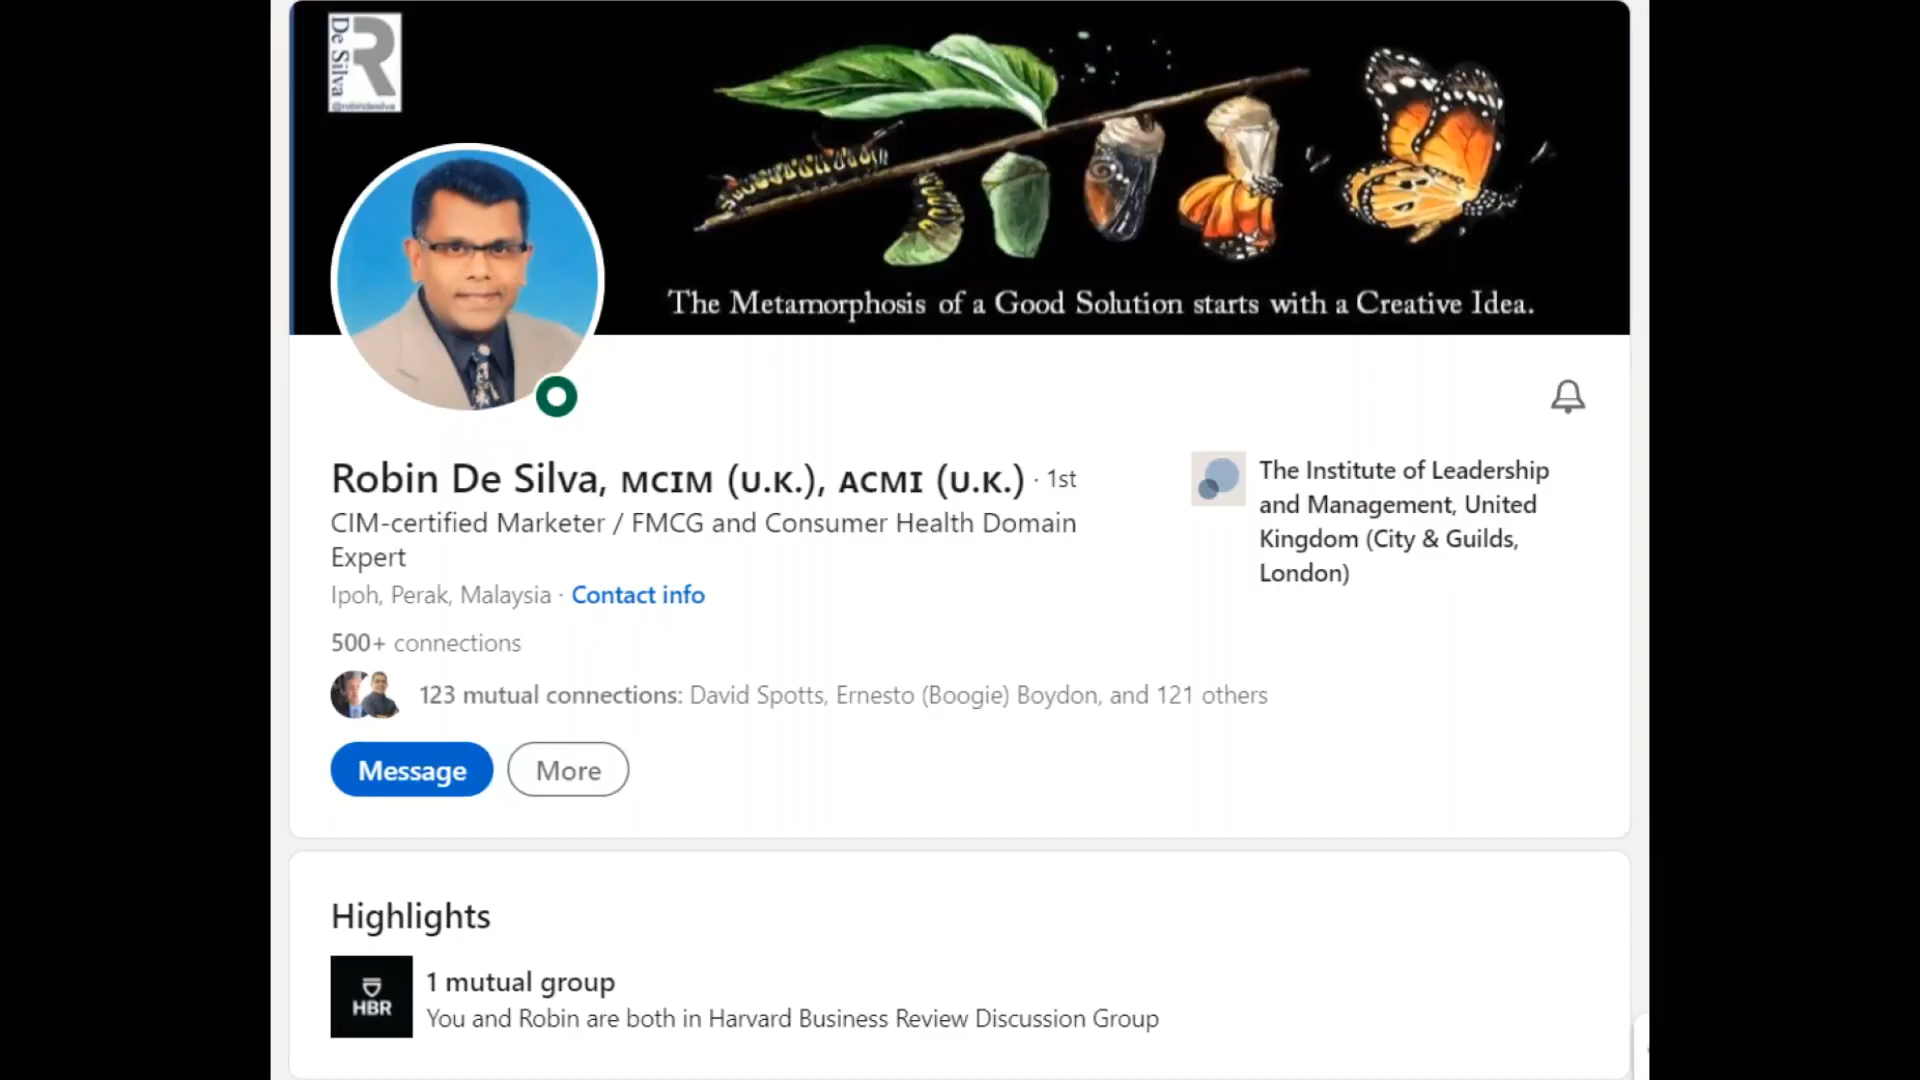 De Silva
R
@robindesilva
The Metamorphosis of a Good Solution starts with a Creative Idea.
Robin De Silva, ᴍᴄɪᴍ (ᴜ.ᴋ.), ᴀᴄᴍɪ (ᴜ.ᴋ.) · 1st
CIM-certified Marketer / FMCG and Consumer Health Domain
Expert
Ipoh, Perak, Malaysia · Contact info
500+ connections
123 mutual connections: David Spotts, Ernesto (Boogie) Boydon, and 121 others
Message
More
The Institute of Leadership
and Management, United
Kingdom (City & Guilds,
London)
Highlights
HBR
1 mutual group
You and Robin are both in Harvard Business Review Discussion Group